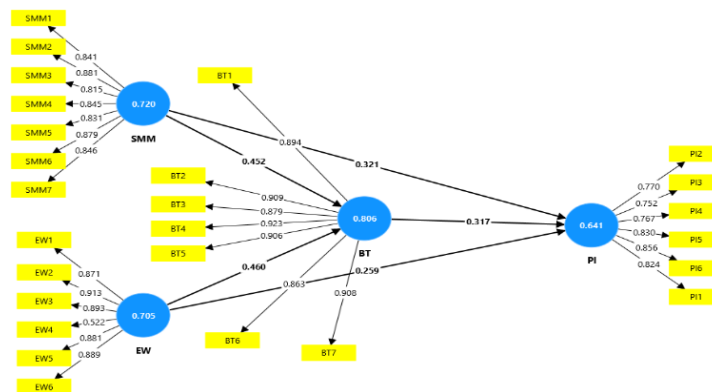 SMM1
SMM2
SMM3
SMM4
SMM5
SMM6
SMM7
0.841
0.881
0.815
0.845
0.831
0.879
0.846
0.720
SMM
BT1
0.894
0.452
0.321
BT2
BT3
BT4
BT5
0.909
0.879
0.923
0.906
0.806
BT
0.317
0.641
PI
PI2
PI3
PI4
PI5
PI6
PI1
0.770
0.752
0.767
0.830
0.856
0.824
EW1
EW2
EW3
EW4
EW5
EW6
0.871
0.913
0.893
0.522
0.881
0.889
0.705
EW
0.460
0.259
0.863
0.908
BT6
BT7